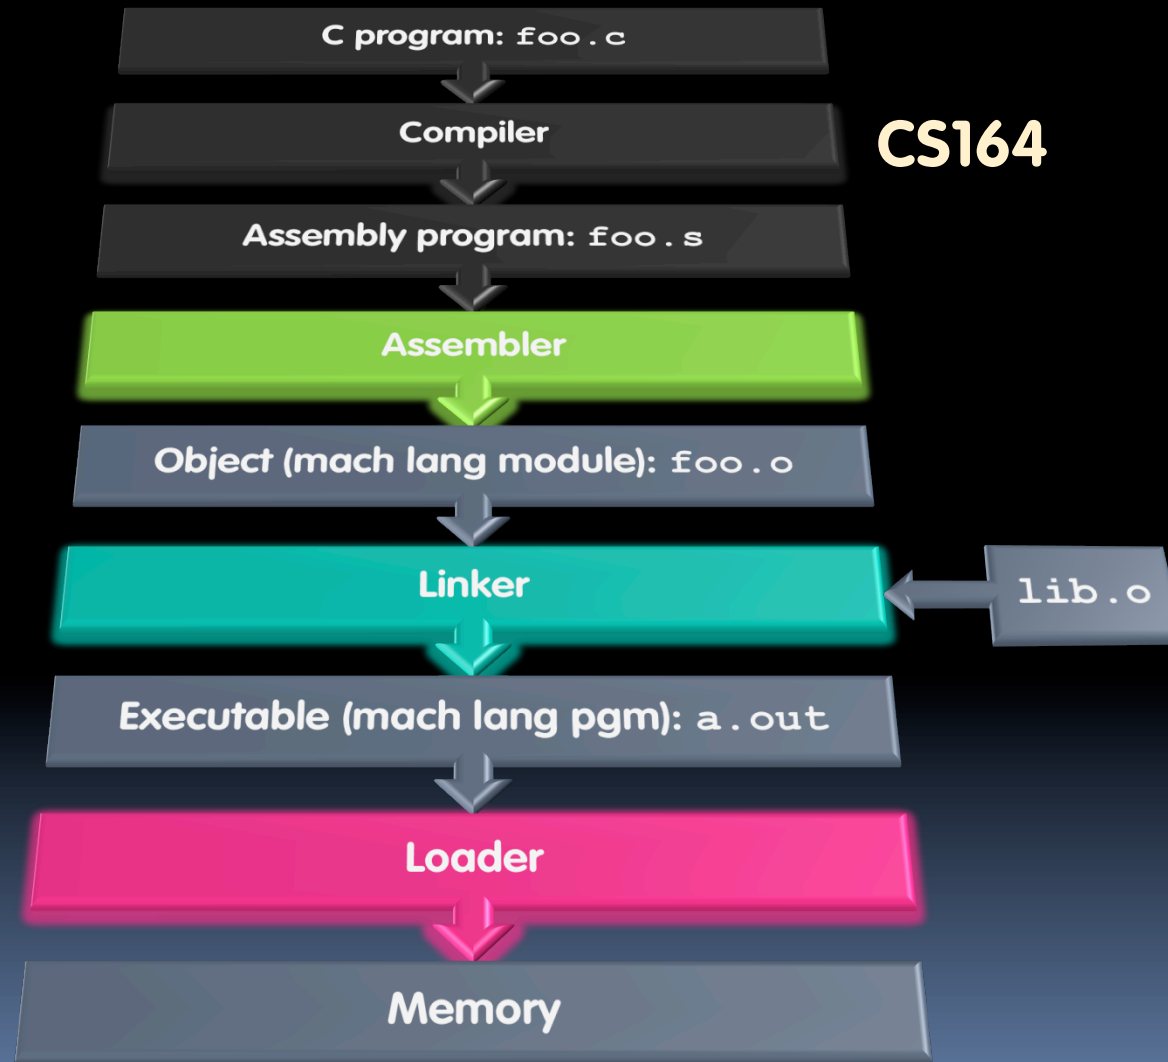 C program: foo.c
Compiler
CS164
Assembly program: foo.s
Assembler
Object (mach lang module): foo.o
Linker
lib.o
Executable (mach lang pgm): a.out
Loader
Memory